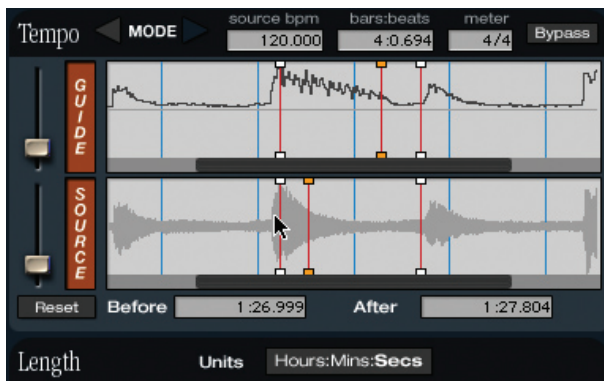 source bpm bars:beats meter
Tempo MODE 120.000 4:0.694 4/4 Bypass
GUIDE
SOURCE
Reset Before 1:26.999 After 1:27.804
Length Units Hours:Mins:Secs